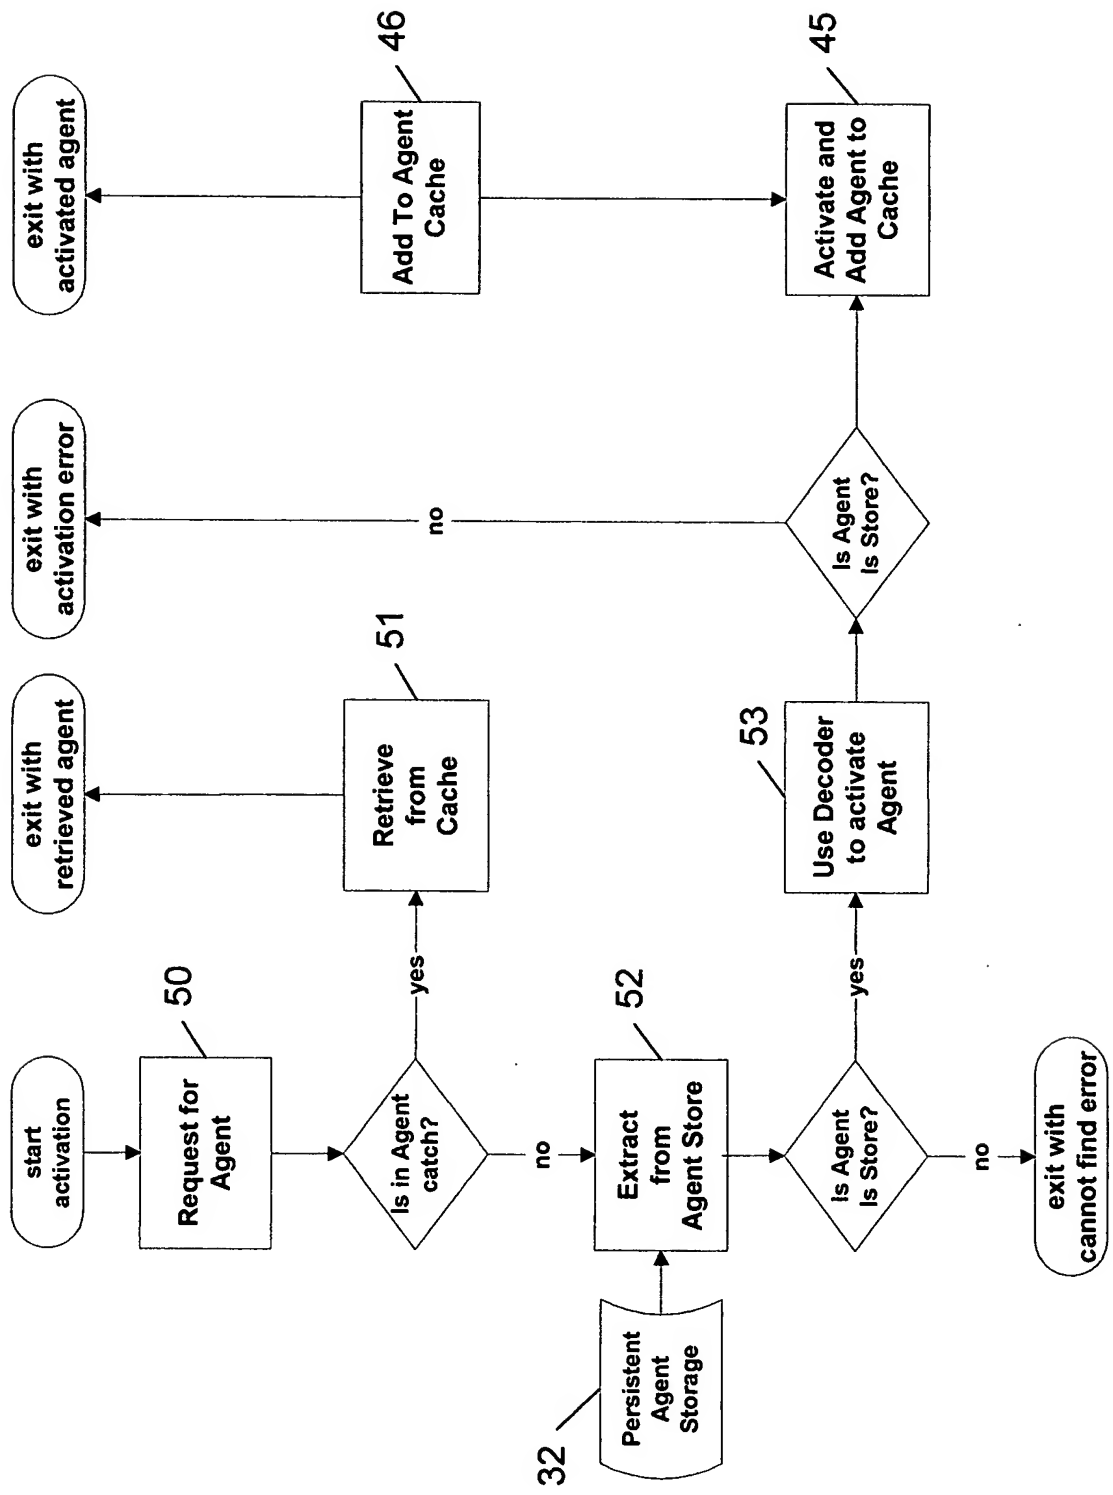 start
activation
50
Request for
Agent
Is in Agent
catch?
yes
no
51
Retrieve
from
Cache
exit with
retrieved agent
32
Persistent
Agent
Storage
52
Extract
from
Agent Store
Is Agent
Is Store?
yes
no
exit with
cannot find error
53
Use Decoder
to activate
Agent
Is Agent
Is Store?
no
exit with
activation error
45
Activate and
Add Agent to
Cache
46
Add To Agent
Cache
exit with
activated agent